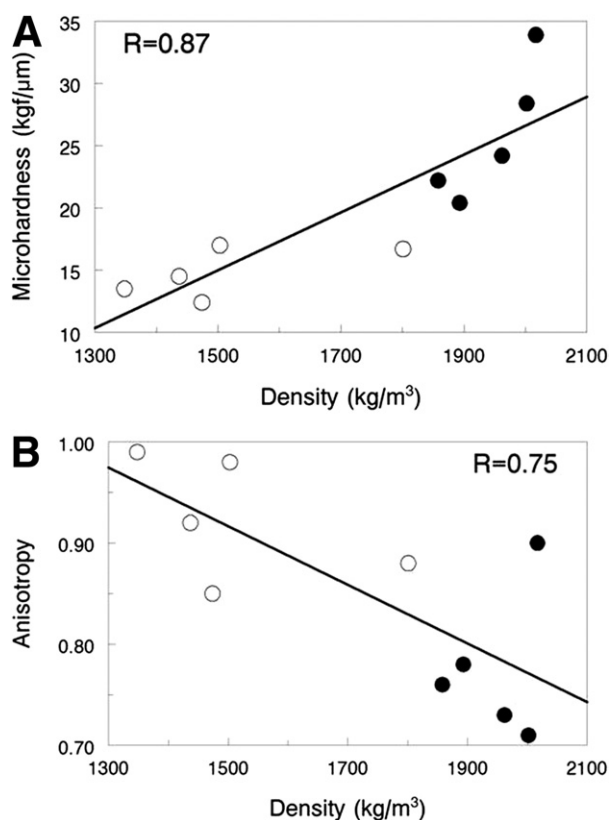 A
R=0.87
Microhardness (kgf/μm)
35
30
25
20
15
10
1300 1500 1700 1900 2100
Density (kg/m³)
B
R=0.75
Anisotropy
1.00
0.90
0.80
0.70
1300 1500 1700 1900 2100
Density (kg/m³)